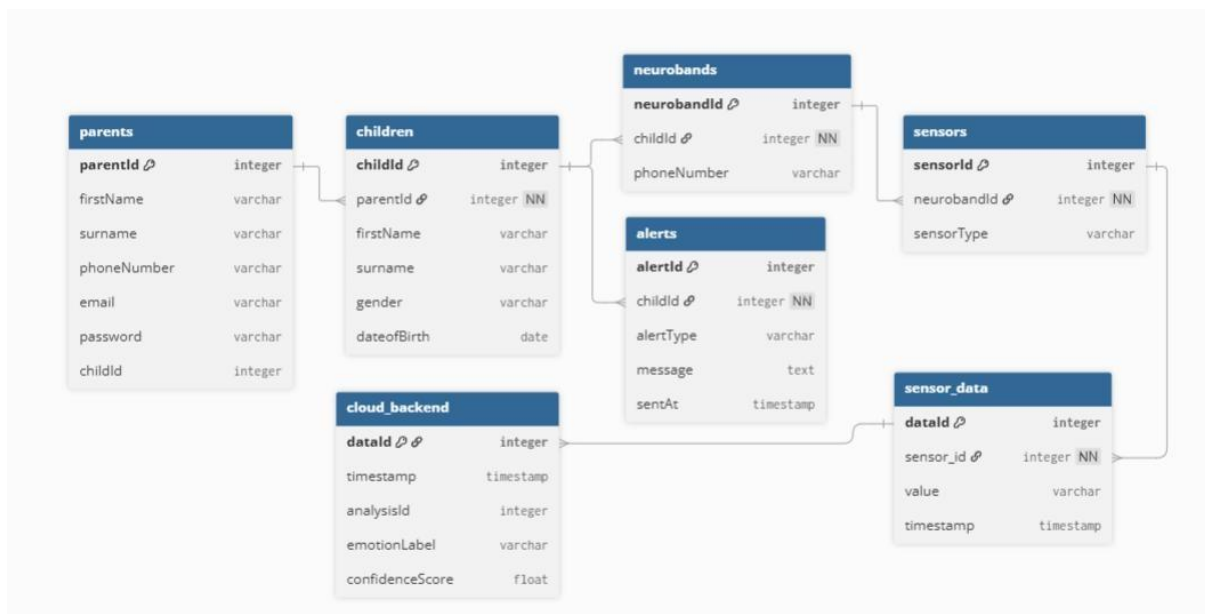 parents
parentId integer
firstName varchar
surname varchar
phoneNumber varchar
email varchar
password varchar
childId integer
children
childId integer
parentId integer NN
firstName varchar
surname varchar
gender varchar
dateofBirth date
neurobands
neurobandId integer
childId integer NN
phoneNumber varchar
alerts
alertId integer
childId integer NN
alertType varchar
message text
sentAt timestamp
sensors
sensorId integer
neurobandId integer NN
sensorType varchar
cloud_backend
dataId integer
timestamp timestamp
analysisId integer
emotionLabel varchar
confidenceScore float
sensor_data
dataId integer
sensor_id integer NN
value varchar
timestamp timestamp